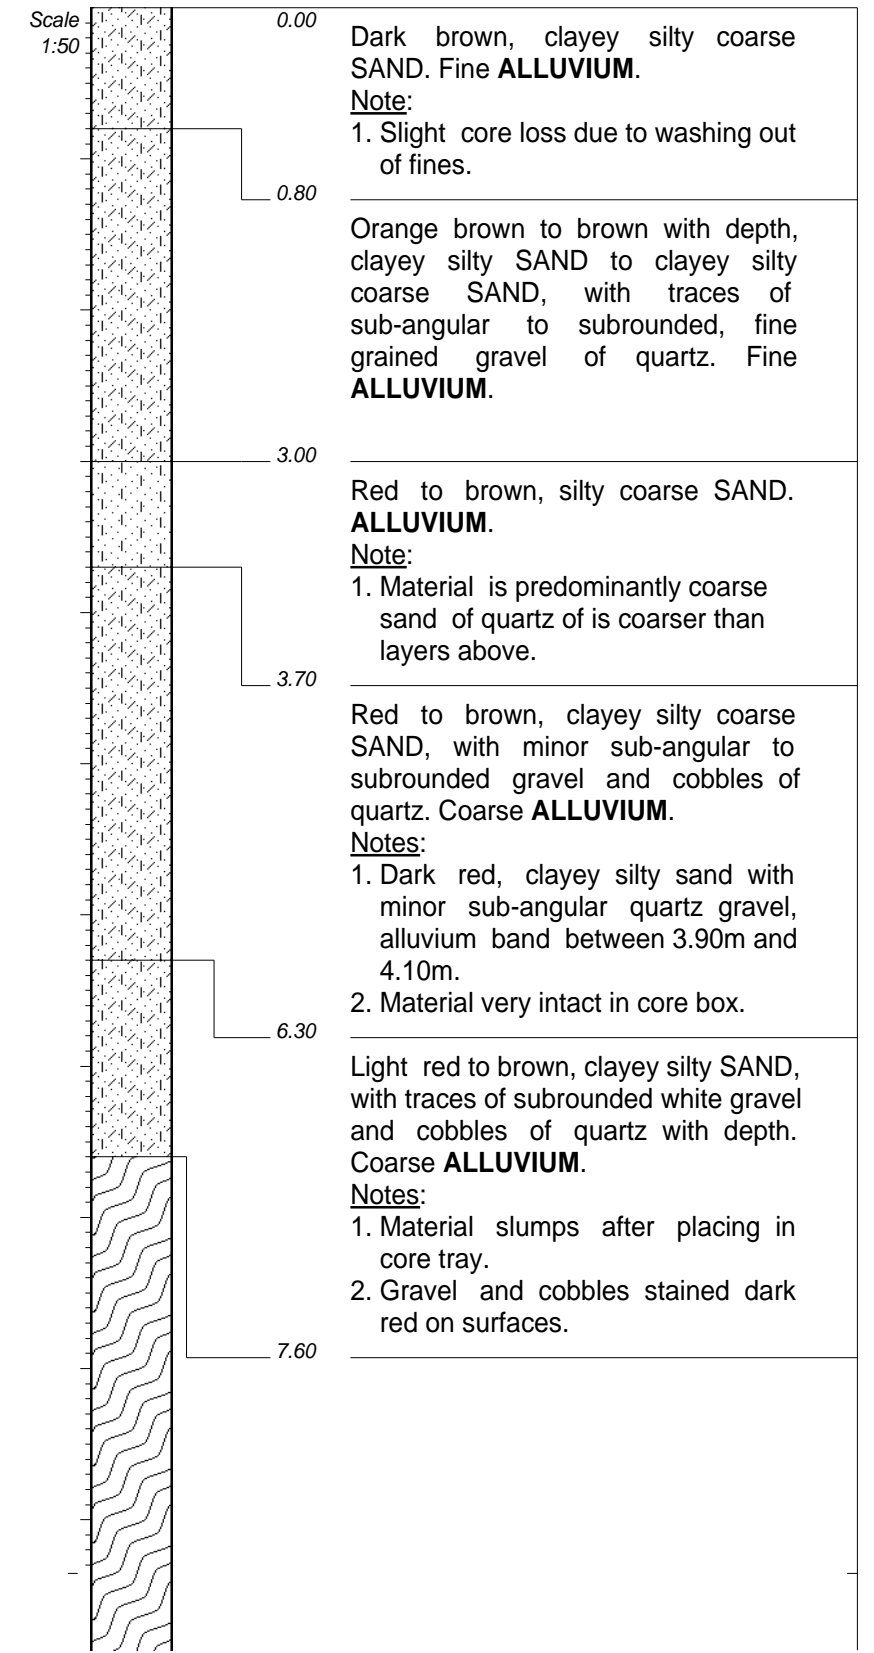 Scale
1:50
0.00
Dark brown, clayey silty coarse
SAND. Fine ALLUVIUM.
Note:
1. Slight core loss due to washing out
of fines.
0.80
Orange brown to brown with depth,
clayey silty SAND to clayey silty
coarse SAND, with traces of
sub-angular to subrounded, fine
grained gravel of quartz. Fine
ALLUVIUM.
3.00
Red to brown, silty coarse SAND.
ALLUVIUM.
Note:
1. Material is predominantly coarse
sand of quartz of is coarser than
layers above.
3.70
Red to brown, clayey silty coarse
SAND, with minor sub-angular to
subrounded gravel and cobbles of
quartz. Coarse ALLUVIUM.
Notes:
1. Dark red, clayey silty sand with
minor sub-angular quartz gravel,
alluvium band between 3.90m and
4.10m.
2. Material very intact in core box.
6.30
Light red to brown, clayey silty SAND,
with traces of subrounded white gravel
and cobbles of quartz with depth.
Coarse ALLUVIUM.
Notes:
1. Material slumps after placing in
core tray.
2. Gravel and cobbles stained dark
red on surfaces.
7.60